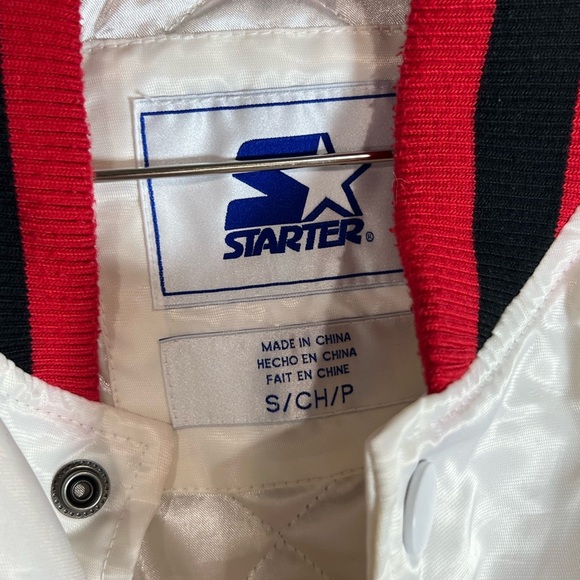 STARTER®
MADE IN CHINA
HECHO EN CHINA
FAIT EN CHINE
S/CH/P